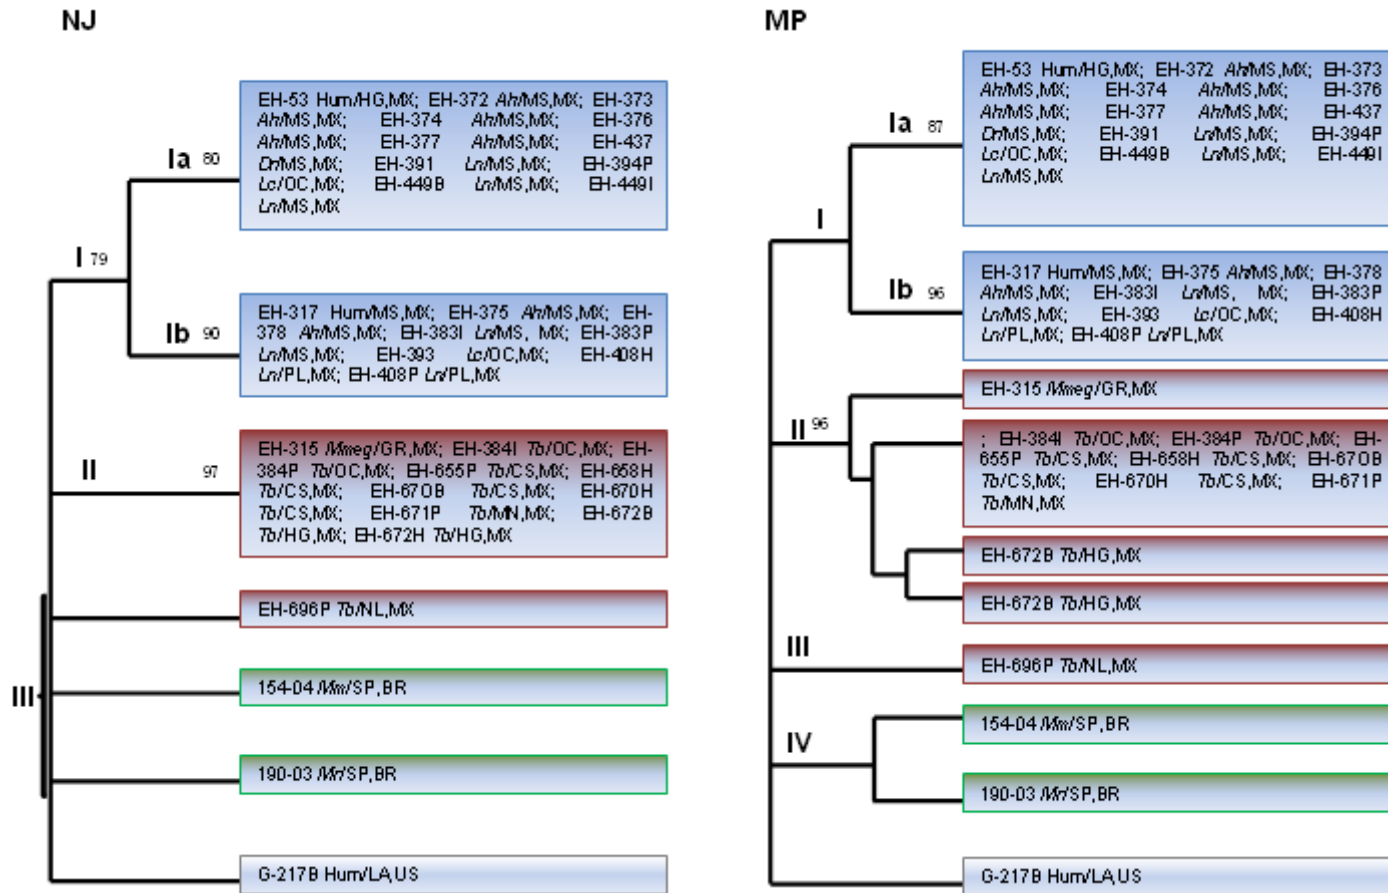 NJ
Ia 80
EH-53 Hum/HG,MX; EH-372 Ah/MS,MX; EH-373
Ah/MS,MX; EH-374 Ah/MS,MX; EH-376
Ah/MS,MX; EH-377 Ah/MS,MX; EH-437
Dr/MS,MX; EH-391 Ln/MS,MX; EH-394P
Lc/OC,MX; EH-449B Ln/MS,MX; EH-449I
Ln/MS,MX
I 79
Ib 90
EH-317 Hum/MS,MX; EH-375 Ah/MS,MX; EH-
378 Ah/MS,MX; EH-383I Ln/MS, MX; EH-383P
Ln/MS,MX; EH-393 Lc/OC,MX; EH-408H
Ln/PL,MX; EH-408P Ln/PL,MX
II 97
EH-315 Mmeg/GR,MX; EH-384I Tb/OC,MX; EH-
384P Tb/OC,MX; EH-655P Tb/CS,MX; EH-658H
Tb/CS,MX; EH-670B Tb/CS,MX; EH-670H
Tb/CS,MX; EH-671P Tb/MN,MX; EH-672B
Tb/HG,MX; EH-672H Tb/HG,MX
EH-696P Tb/NL,MX
III
154-04 Mm/SP,BR
190-03 Mn/SP,BR
G-217B Hum/LA,US
MP
Ia 87
EH-53 Hum/HG,MX; EH-372 Ah/MS,MX; EH-373
Ah/MS,MX; EH-374 Ah/MS,MX; EH-376
Ah/MS,MX; EH-377 Ah/MS,MX; EH-437
Dr/MS,MX; EH-391 Ln/MS,MX; EH-394P
Lc/OC,MX; EH-449B Ln/MS,MX; EH-449I
Ln/MS,MX
I
Ib 96
EH-317 Hum/MS,MX; EH-375 Ah/MS,MX; EH-378
Ah/MS,MX; EH-383I Ln/MS, MX; EH-383P
Ln/MS,MX; EH-393 Lc/OC,MX; EH-408H
Ln/PL,MX; EH-408P Ln/PL,MX
II 96
EH-315 Mmeg/GR,MX
; EH-384I Tb/OC,MX; EH-384P Tb/OC,MX; EH-
655P Tb/CS,MX; EH-658H Tb/CS,MX; EH-670B
Tb/CS,MX; EH-670H Tb/CS,MX; EH-671P
Tb/MN,MX
EH-672B Tb/HG,MX
EH-672B Tb/HG,MX
III
EH-696P Tb/NL,MX
IV
154-04 Mm/SP,BR
190-03 Mn/SP,BR
G-217B Hum/LA,US